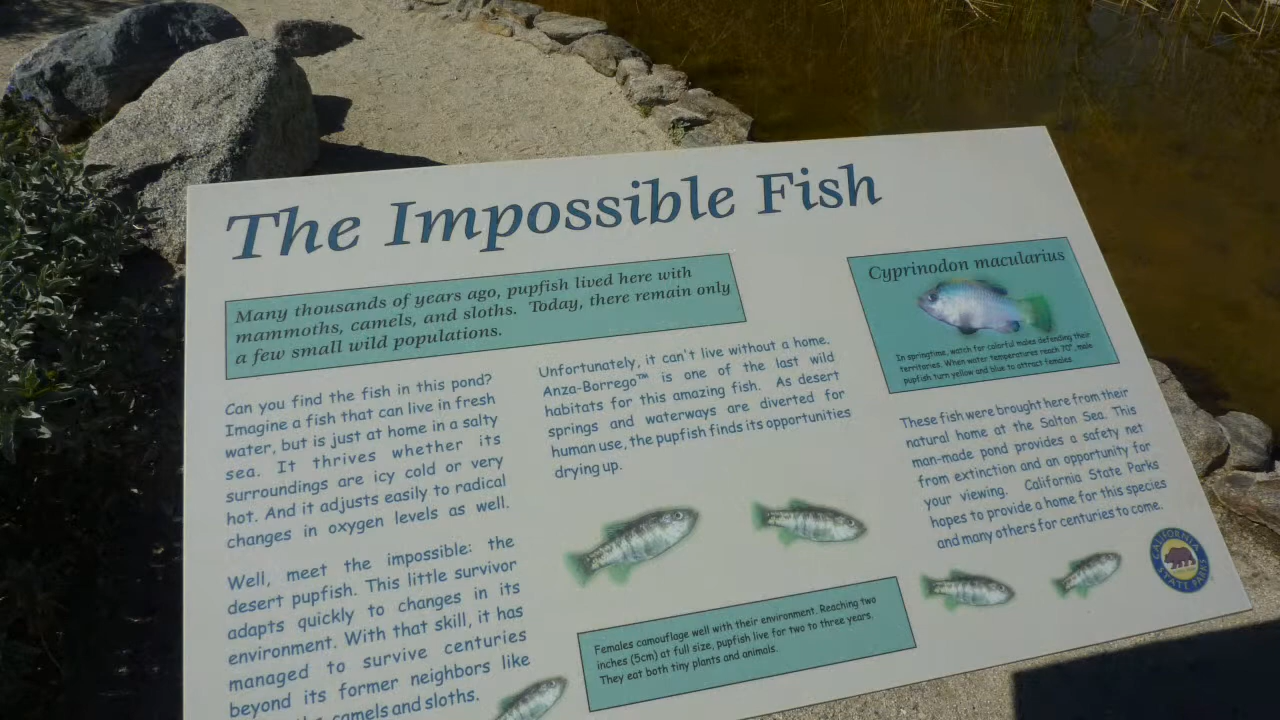 The Impossible Fish
Many thousands of years ago, pupfish lived here with
mammoths, camels, and sloths. Today, there remain only
a few small wild populations.
Can you find the fish in this pond?
Imagine a fish that can live in fresh
water, but is just at home in a salty
sea. It thrives whether its
surroundings are icy cold or very
hot. And it adjusts easily to radical
changes in oxygen levels as well.
Well, meet the impossible: the
desert pupfish. This little survivor
adapts quickly to changes in its
environment. With that skill, it has
managed to survive centuries
beyond its former neighbors like
camels and sloths.
Unfortunately, it can't live without a home.
Anza-Borrego™ is one of the last wild
habitats for this amazing fish. As desert
springs and waterways are diverted for
human use, the pupfish finds its opportunities
drying up.
Females camouflage well with their environment. Reaching two
inches (5cm) at full size, pupfish live for two to three years.
They eat both tiny plants and animals.
Cyprinodon macularius
In springtime, watch for colorful males defending their
territories. When water temperatures reach 70°, male
pupfish turn yellow and blue to attract females.
These fish were brought here from their
natural home at the Salton Sea. This
man-made pond provides a safety net
from extinction and an opportunity for
your viewing. California State Parks
hopes to provide a home for this species
and many others for centuries to come.
CALIFORNIA
STATE PARKS